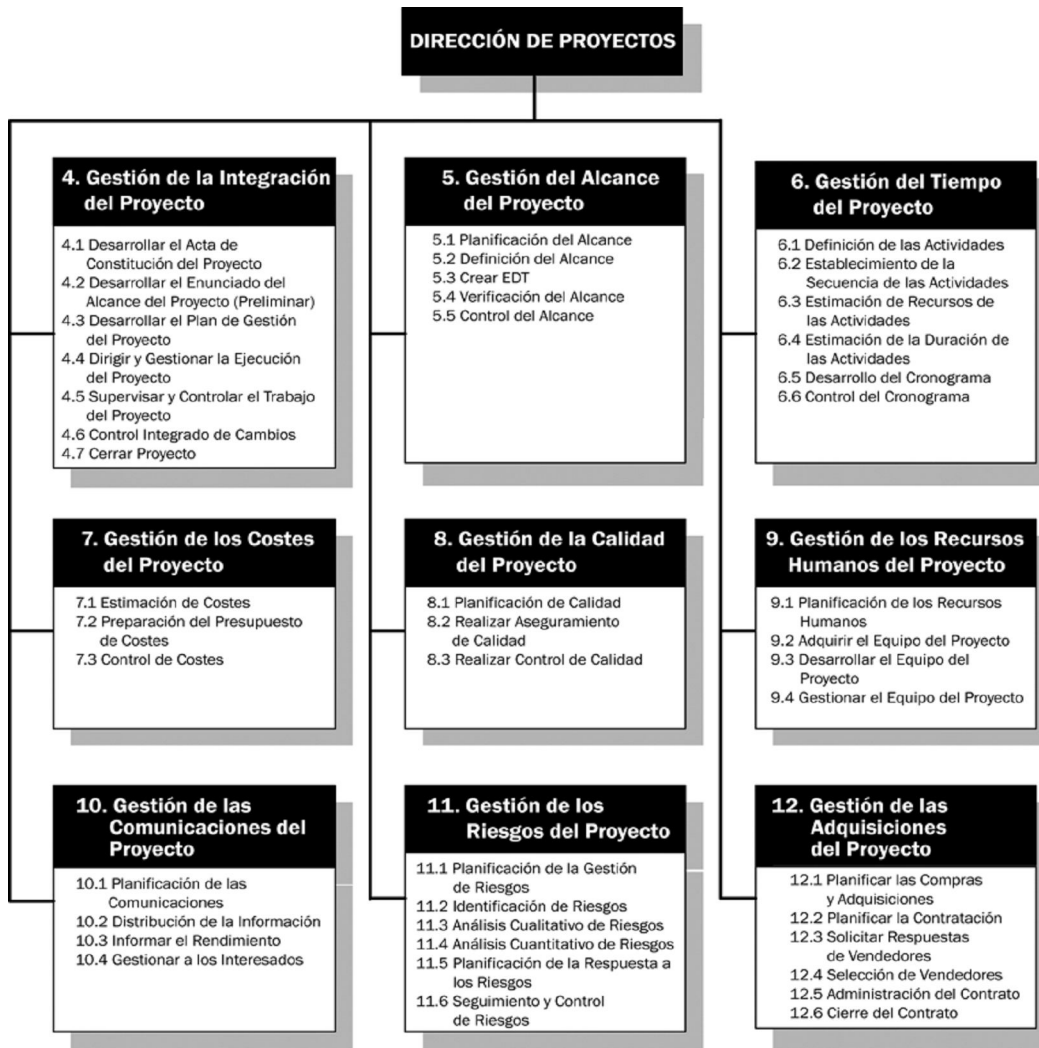 DIRECCIÓN DE PROYECTOS
4. Gestión de la Integración
del Proyecto
4.1 Desarrollar el Acta de
Constitución del Proyecto
4.2 Desarrollar el Enunciado del
Alcance del Proyecto (Preliminar)
4.3 Desarrollar el Plan de Gestión
del Proyecto
4.4 Dirigir y Gestionar la Ejecución
del Proyecto
4.5 Supervisar y Controlar el Trabajo
del Proyecto
4.6 Control Integrado de Cambios
4.7 Cerrar Proyecto
5. Gestión del Alcance
del Proyecto
5.1 Planificación del Alcance
5.2 Definición del Alcance
5.3 Crear EDT
5.4 Verificación del Alcance
5.5 Control del Alcance
6. Gestión del Tiempo
del Proyecto
6.1 Definición de las Actividades
6.2 Establecimiento de la
Secuencia de las Actividades
6.3 Estimación de Recursos de
las Actividades
6.4 Estimación de la Duración de
las Actividades
6.5 Desarrollo del Cronograma
6.6 Control del Cronograma
7. Gestión de los Costes
del Proyecto
7.1 Estimación de Costes
7.2 Preparación del Presupuesto
de Costes
7.3 Control de Costes
8. Gestión de la Calidad
del Proyecto
8.1 Planificación de Calidad
8.2 Realizar Aseguramiento
de Calidad
8.3 Realizar Control de Calidad
9. Gestión de los Recursos
Humanos del Proyecto
9.1 Planificación de los Recursos
Humanos
9.2 Adquirir el Equipo del Proyecto
9.3 Desarrollar el Equipo del
Proyecto
9.4 Gestionar el Equipo del Proyecto
10. Gestión de las
Comunicaciones del
Proyecto
10.1 Planificación de las
Comunicaciones
10.2 Distribución de la Información
10.3 Informar el Rendimiento
10.4 Gestionar a los Interesados
11. Gestión de los
Riesgos del Proyecto
11.1 Planificación de la Gestión
de Riesgos
11.2 Identificación de Riesgos
11.3 Análisis Cualitativo de Riesgos
11.4 Análisis Cuantitativo de Riesgos
11.5 Planificación de la Respuesta a
los Riesgos
11.6 Seguimiento y Control
de Riesgos
12. Gestión de las
Adquisiciones
del Proyecto
12.1 Planificar las Compras
y Adquisiciones
12.2 Planificar la Contratación
12.3 Solicitar Respuestas
de Vendedores
12.4 Selección de Vendedores
12.5 Administración del Contrato
12.6 Cierre del Contrato